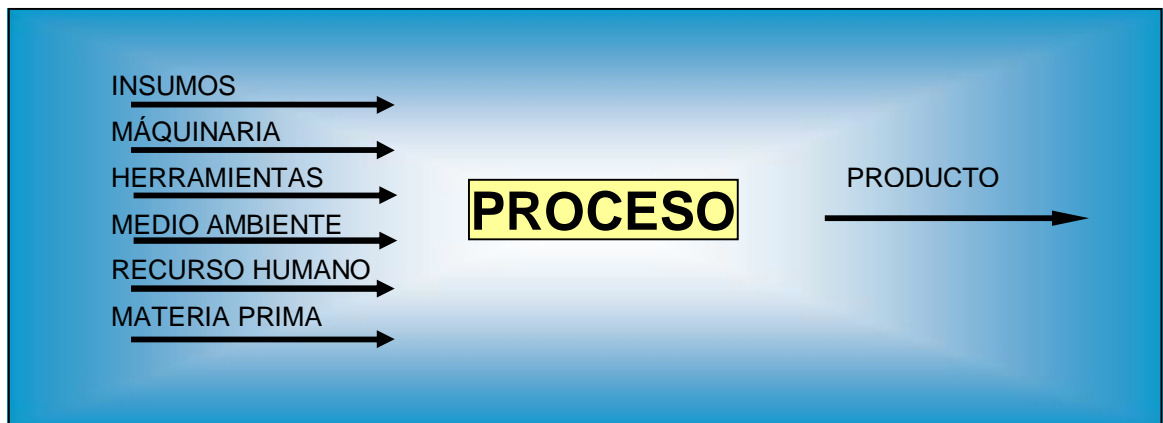 INSUMOS
MÁQUINARIA
HERRAMIENTAS
MEDIO AMBIENTE
RECURSO HUMANO
MATERIA PRIMA
PROCESO
PRODUCTO